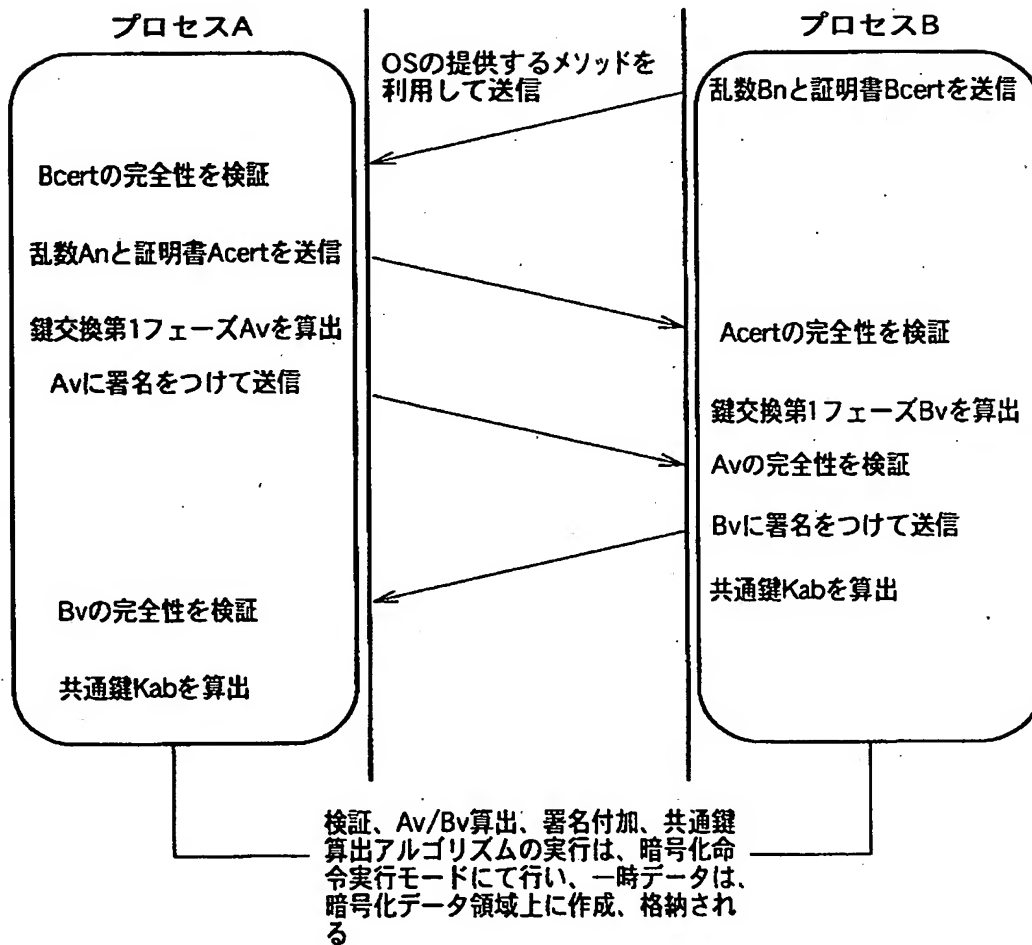 プロセスA
プロセスB
OSの提供するメソッドを
利用して送信
乱数Bnと証明書Bcertを送信
Bcertの完全性を検証
乱数Anと証明書Acertを送信
鍵交換第1フェーズAvを算出
Acertの完全性を検証
Avに署名をつけて送信
鍵交換第1フェーズBvを算出
Avの完全性を検証
Bvに署名をつけて送信
共通鍵Kabを算出
Bvの完全性を検証
共通鍵Kabを算出
検証、Av/Bv算出、署名付加、共通鍵
算出アルゴリズムの実行は、暗号化命
令実行モードにて行い、一時データは、
暗号化データ領域上に作成、格納され
る